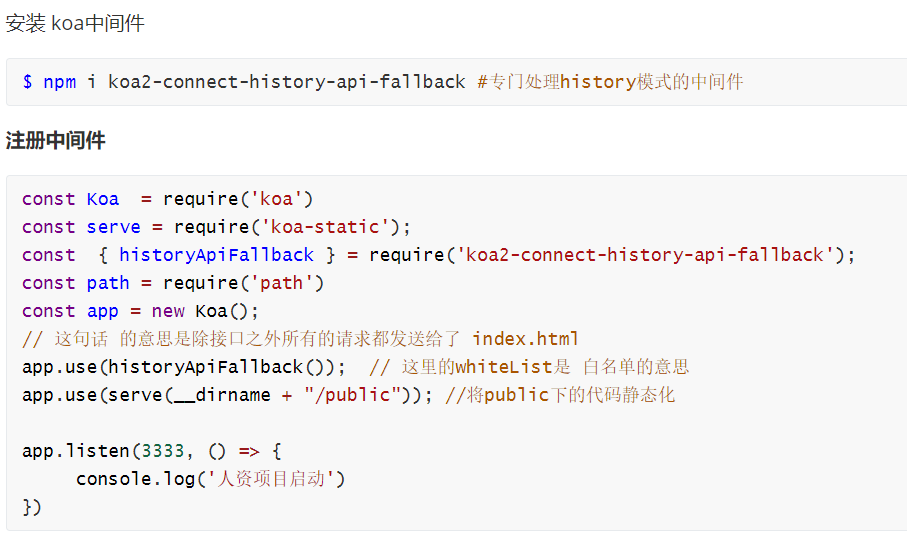 安装 koa中间件
$ npm i koa2-connect-history-api-fallback #专门处理history模式的中间件
注册中间件
const Koa  = require('koa')
const serve = require('koa-static');
const  { historyApiFallback } = require('koa2-connect-history-api-fallback');
const path = require('path')
const app = new Koa();
// 这句话 的意思是除接口之外所有的请求都发送给了 index.html
app.use(historyApiFallback());  // 这里的whiteList是 白名单的意思
app.use(serve(__dirname + "/public")); //将public下的代码静态化
app.listen(3333, () => {
     console.log('人资项目启动')
})